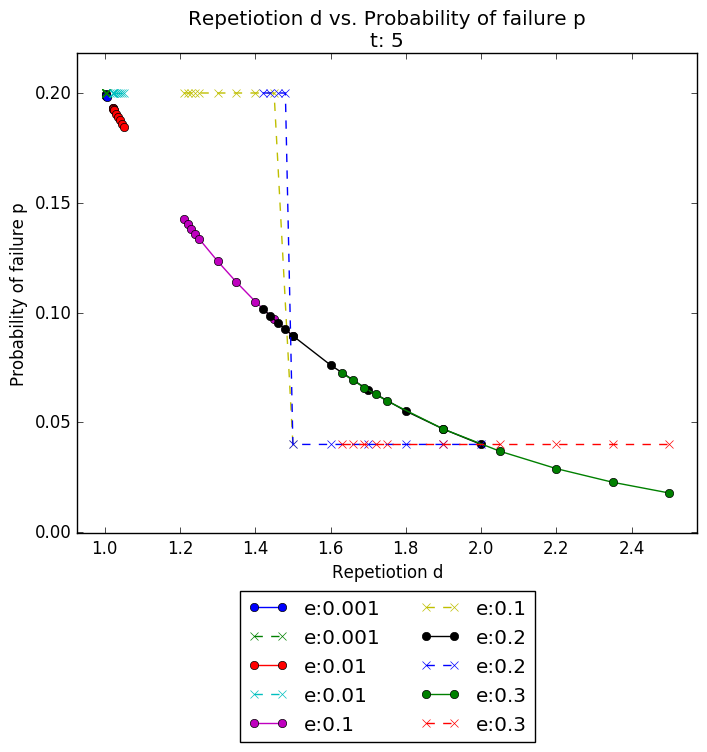 Repetiotion d vs. Probability of failure p
t: 5
0.20
0.15
0.10
0.05
0.00
Probability of failure p
1.0 1.2 1.4 1.6 1.8 2.0 2.2 2.4
Repetiotion d
e:0.001
e:0.001
e:0.01
e:0.01
e:0.1
e:0.1
e:0.2
e:0.2
e:0.3
e:0.3